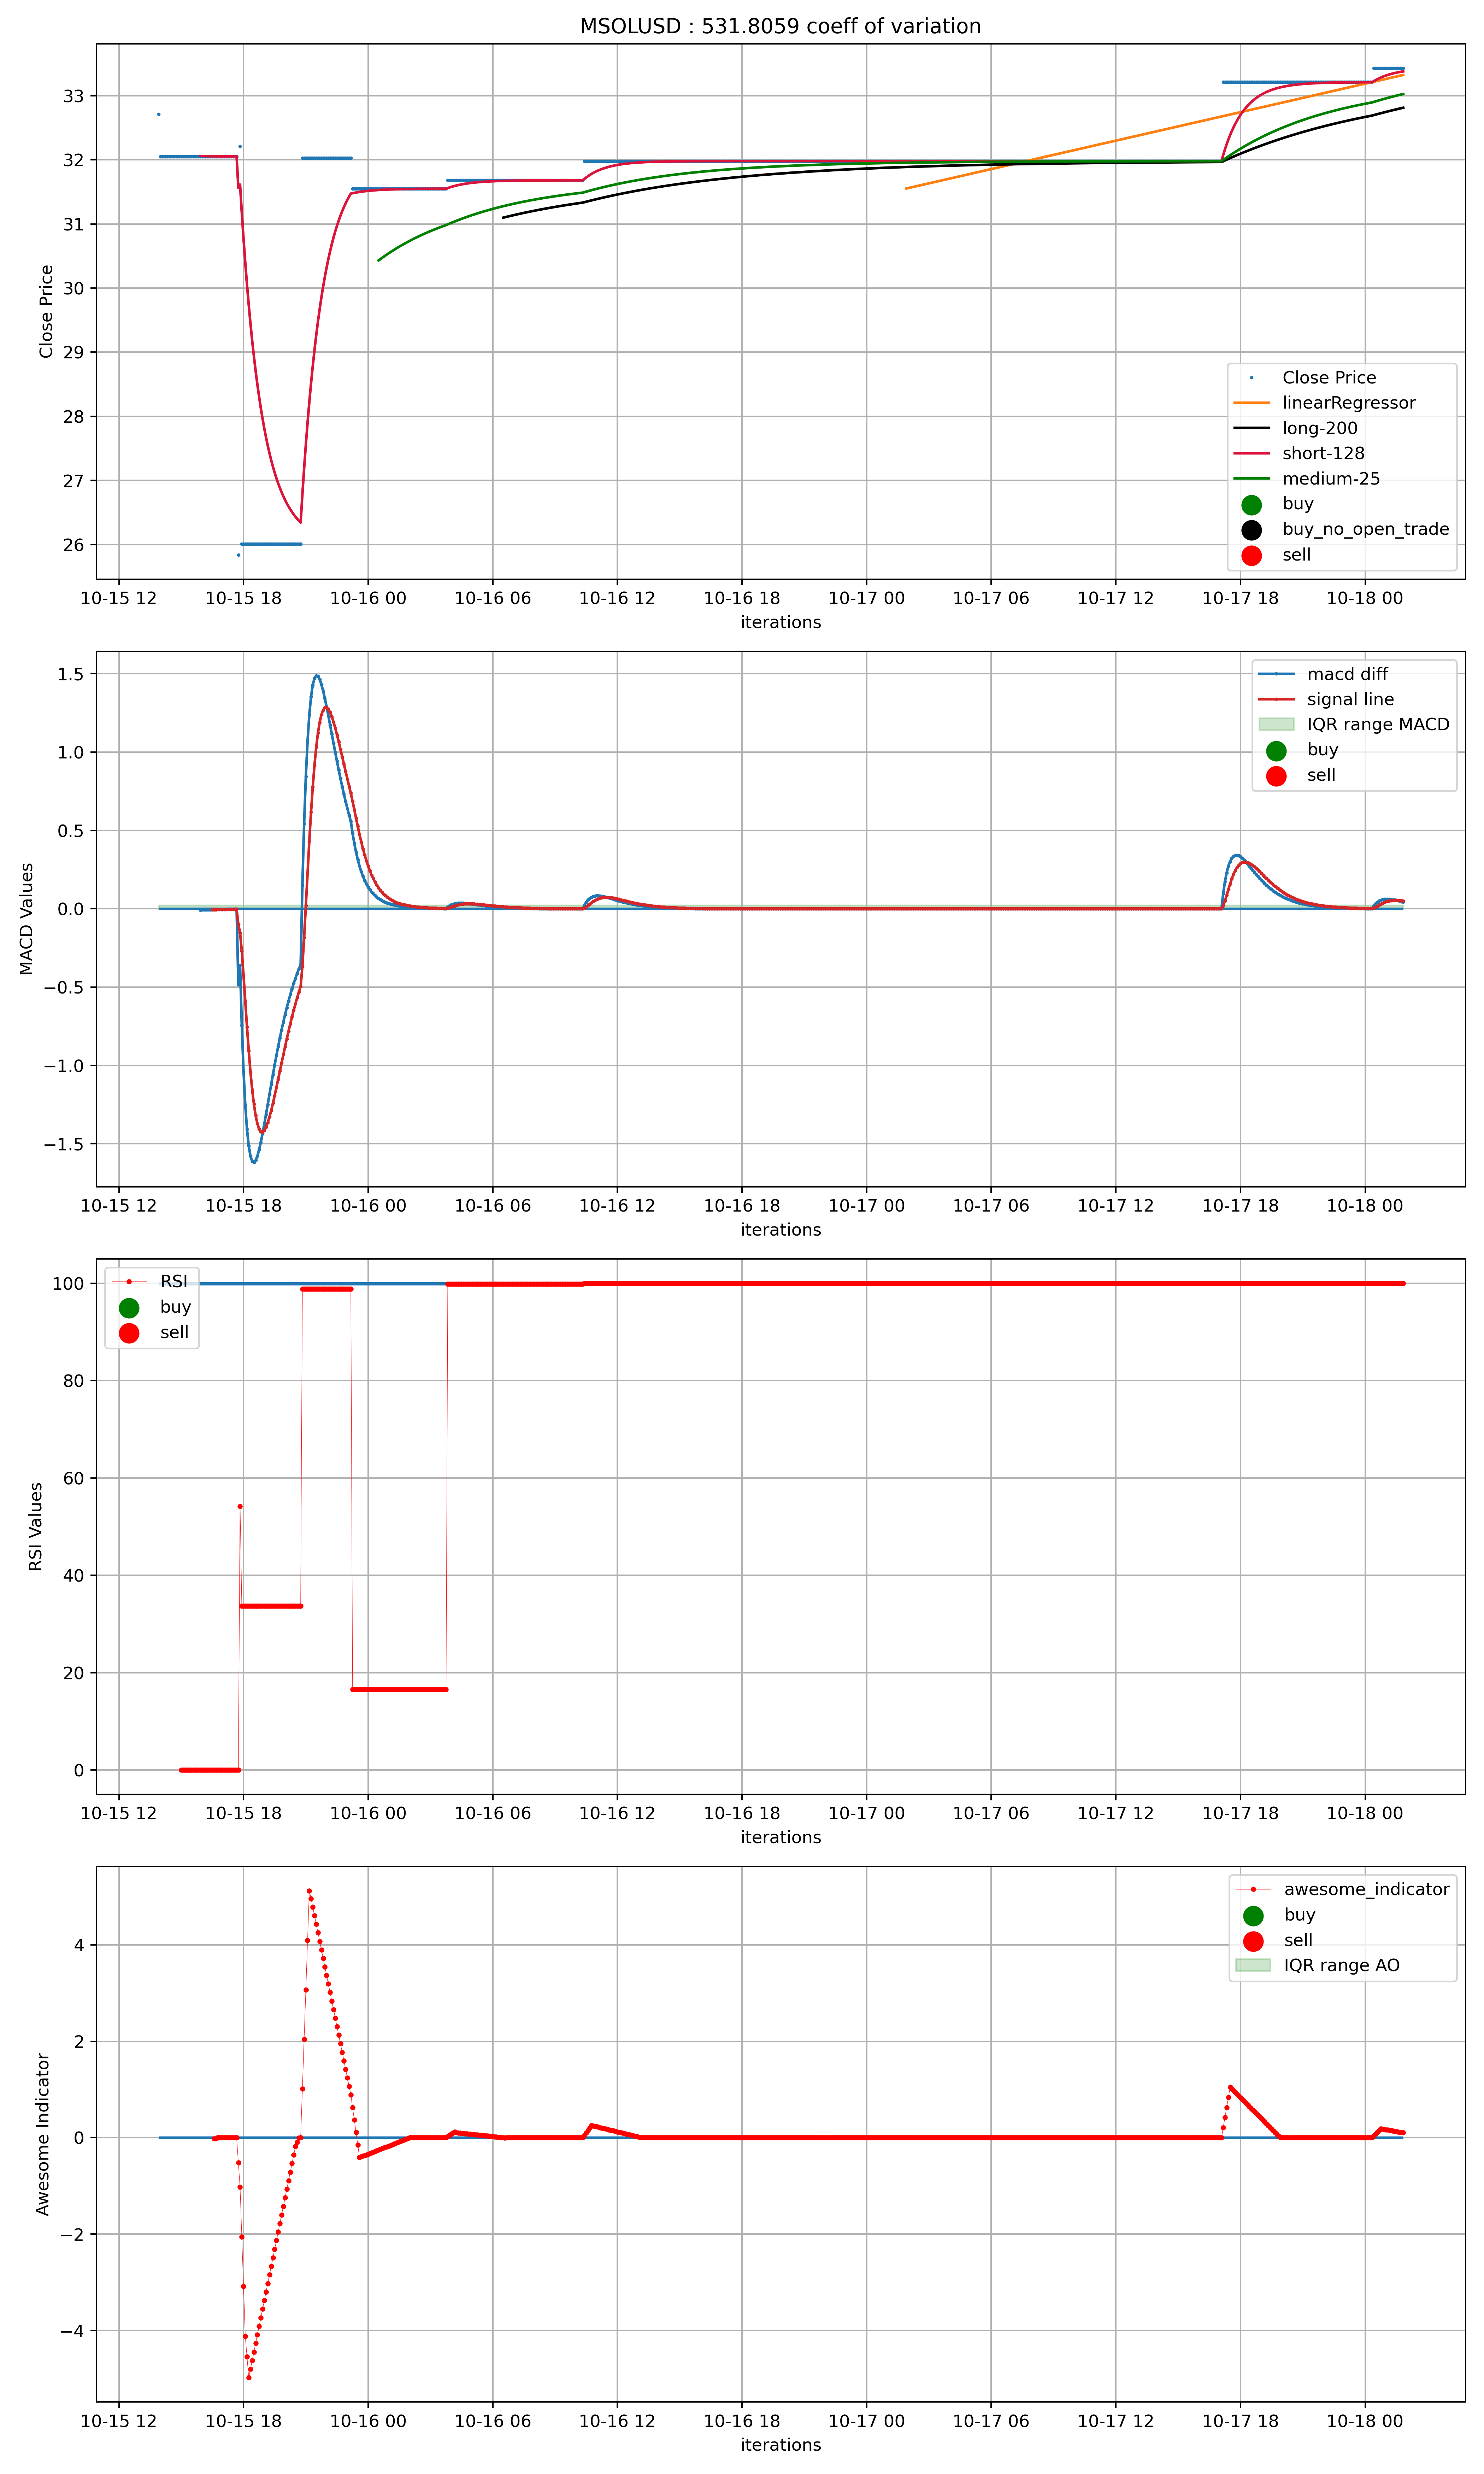 MSOLUSD : 531.8059 coeff of variation
33
32
31
30
29
28
27
26
Close Price
Close Price
linearRegressor
long-200
short-128
medium-25
buy
buy_no_open_trade
sell
10-15 12 10-15 18 10-16 00 10-16 06 10-16 12 10-16 18 10-17 00 10-17 06 10-17 12 10-17 18 10-18 00
iterations
1.5
1.0
0.5
0.0
−0.5
−1.0
−1.5
MACD Values
macd diff
signal line
IQR range MACD
buy
sell
10-15 12 10-15 18 10-16 00 10-16 06 10-16 12 10-16 18 10-17 00 10-17 06 10-17 12 10-17 18 10-18 00
iterations
100
80
60
40
20
0
RSI Values
RSI
buy
sell
10-15 12 10-15 18 10-16 00 10-16 06 10-16 12 10-16 18 10-17 00 10-17 06 10-17 12 10-17 18 10-18 00
iterations
4
2
0
−2
−4
Awesome Indicator
awesome_indicator
buy
sell
IQR range AO
10-15 12 10-15 18 10-16 00 10-16 06 10-16 12 10-16 18 10-17 00 10-17 06 10-17 12 10-17 18 10-18 00
iterations